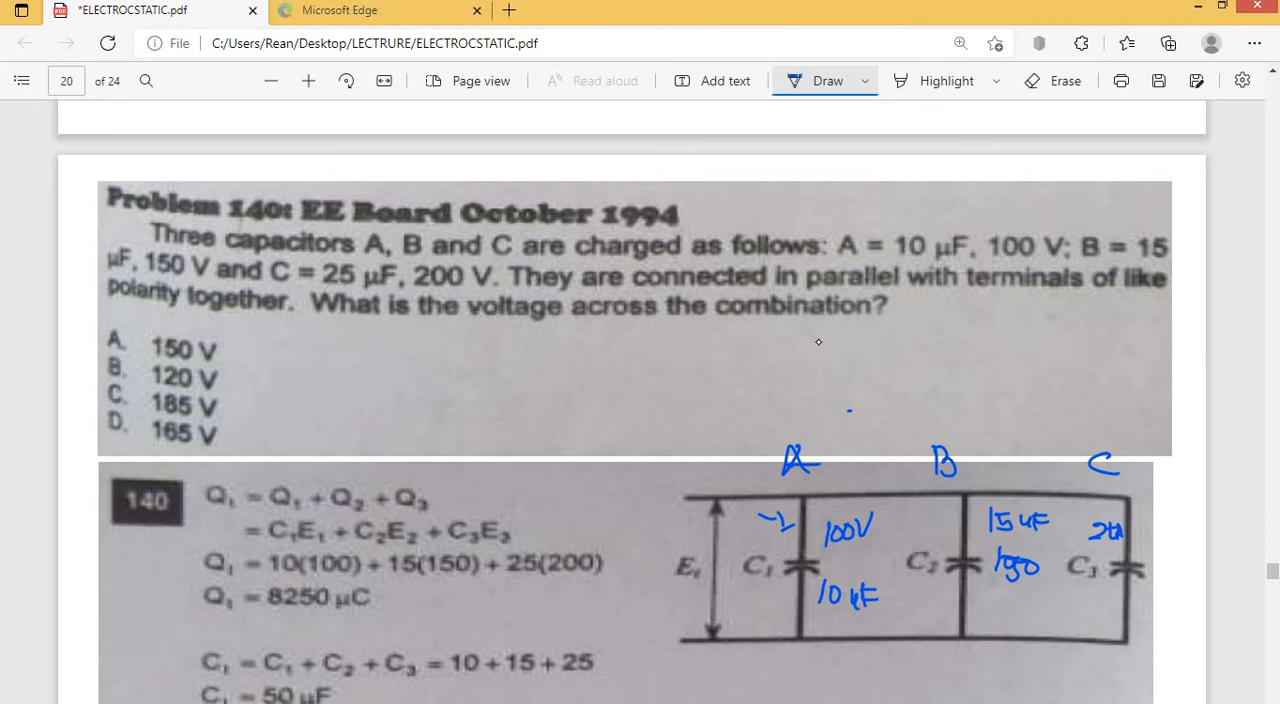 *ELECTROCSTATIC.pdf
Microsoft Edge
File C:/Users/Rean/Desktop/LECTRURE/ELECTROCSTATIC.pdf
20 of 24 Page view Read aloud Add text Draw Highlight Erase
Problem 140: EE Board October 1994
Three capacitors A, B and C are charged as follows: A = 10 µF, 100 V; B = 15
µF, 150 V and C = 25 µF, 200 V. They are connected in parallel with terminals of like
polarity together. What is the voltage across the combination?
A. 150 V
B. 120 V
C. 185 V
D. 165 V
A B C
140
Q₁ = Q₁ + Q₂ + Q₃
= C₁E₁ + C₂E₂ + C₃E₃
Q₁ = 10(100) + 15(150) + 25(200)
Q₁ = 8250 µC
C₁ = C₁ + C₂ + C₃ = 10 + 15 + 25
C₁ = 50 µF
100V 15uF
E₁ C₁ C₂ C₃
10uF